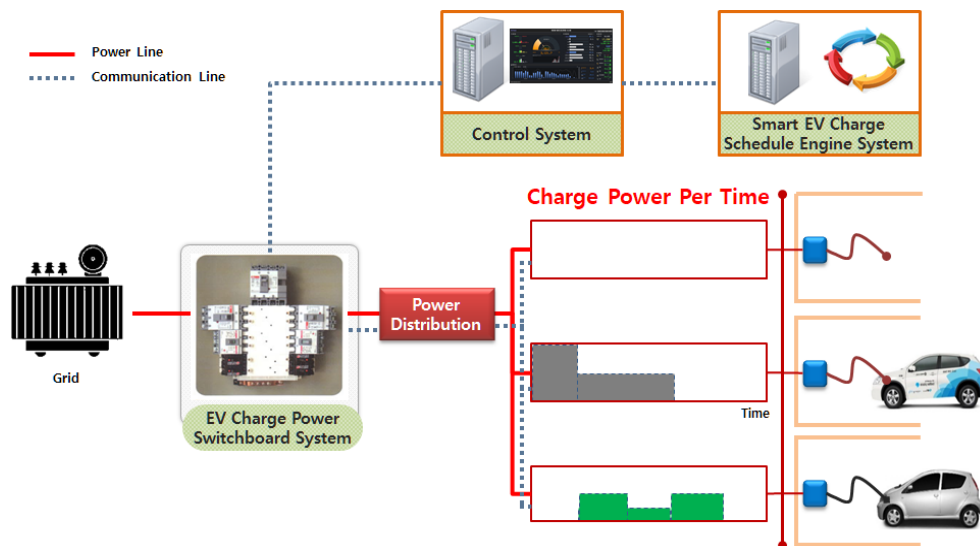 Power Line
Communication Line
Control System
Smart EV Charge
Schedule Engine System
Charge Power Per Time
Power
Distribution
Grid
Time
EV Charge Power
Switchboard System